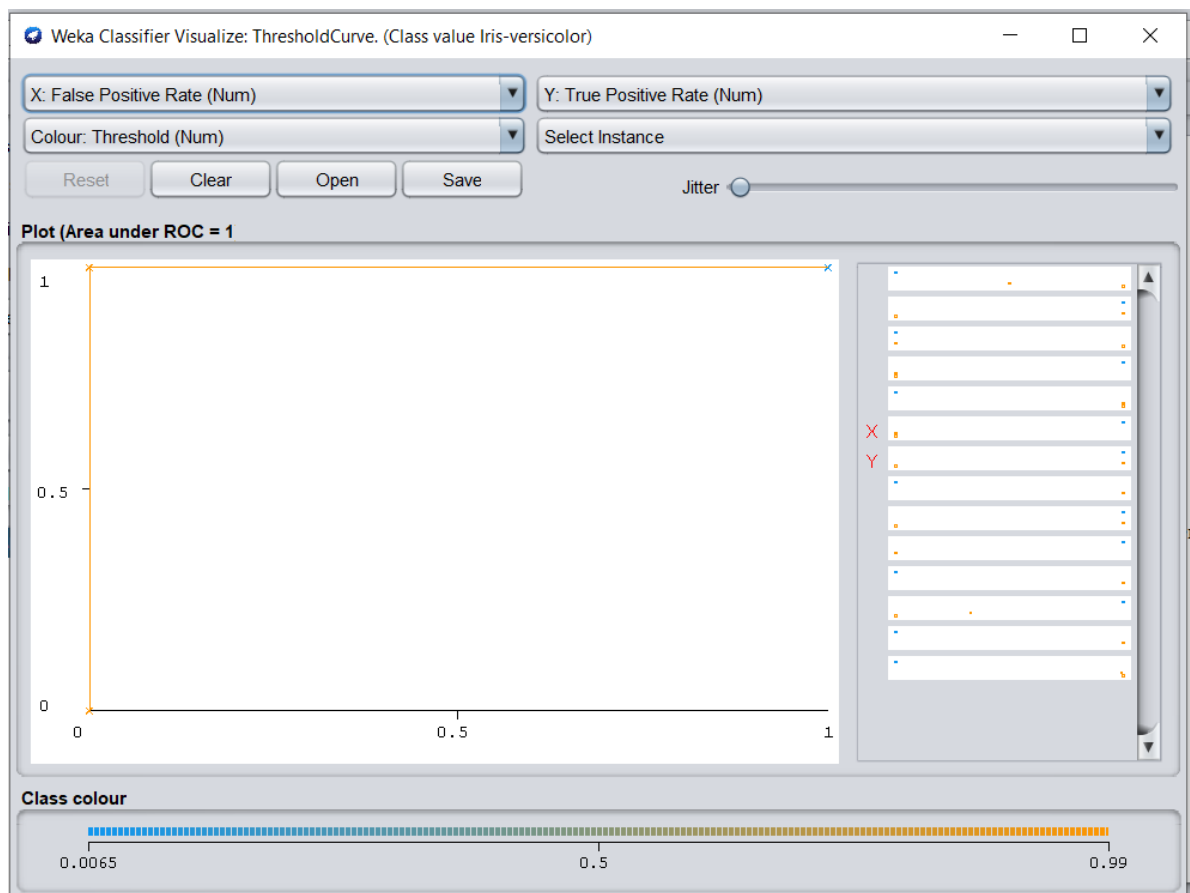 Weka Classifier Visualize: ThresholdCurve. (Class value Iris-versicolor)
X: False Positive Rate (Num) Y: True Positive Rate (Num)
Colour: Threshold (Num) Select Instance
Reset Clear Open Save Jitter
Plot (Area under ROC = 1
1
0.5
0
0 0.5 1
X
Y
Class colour
0.0065 0.5 0.99